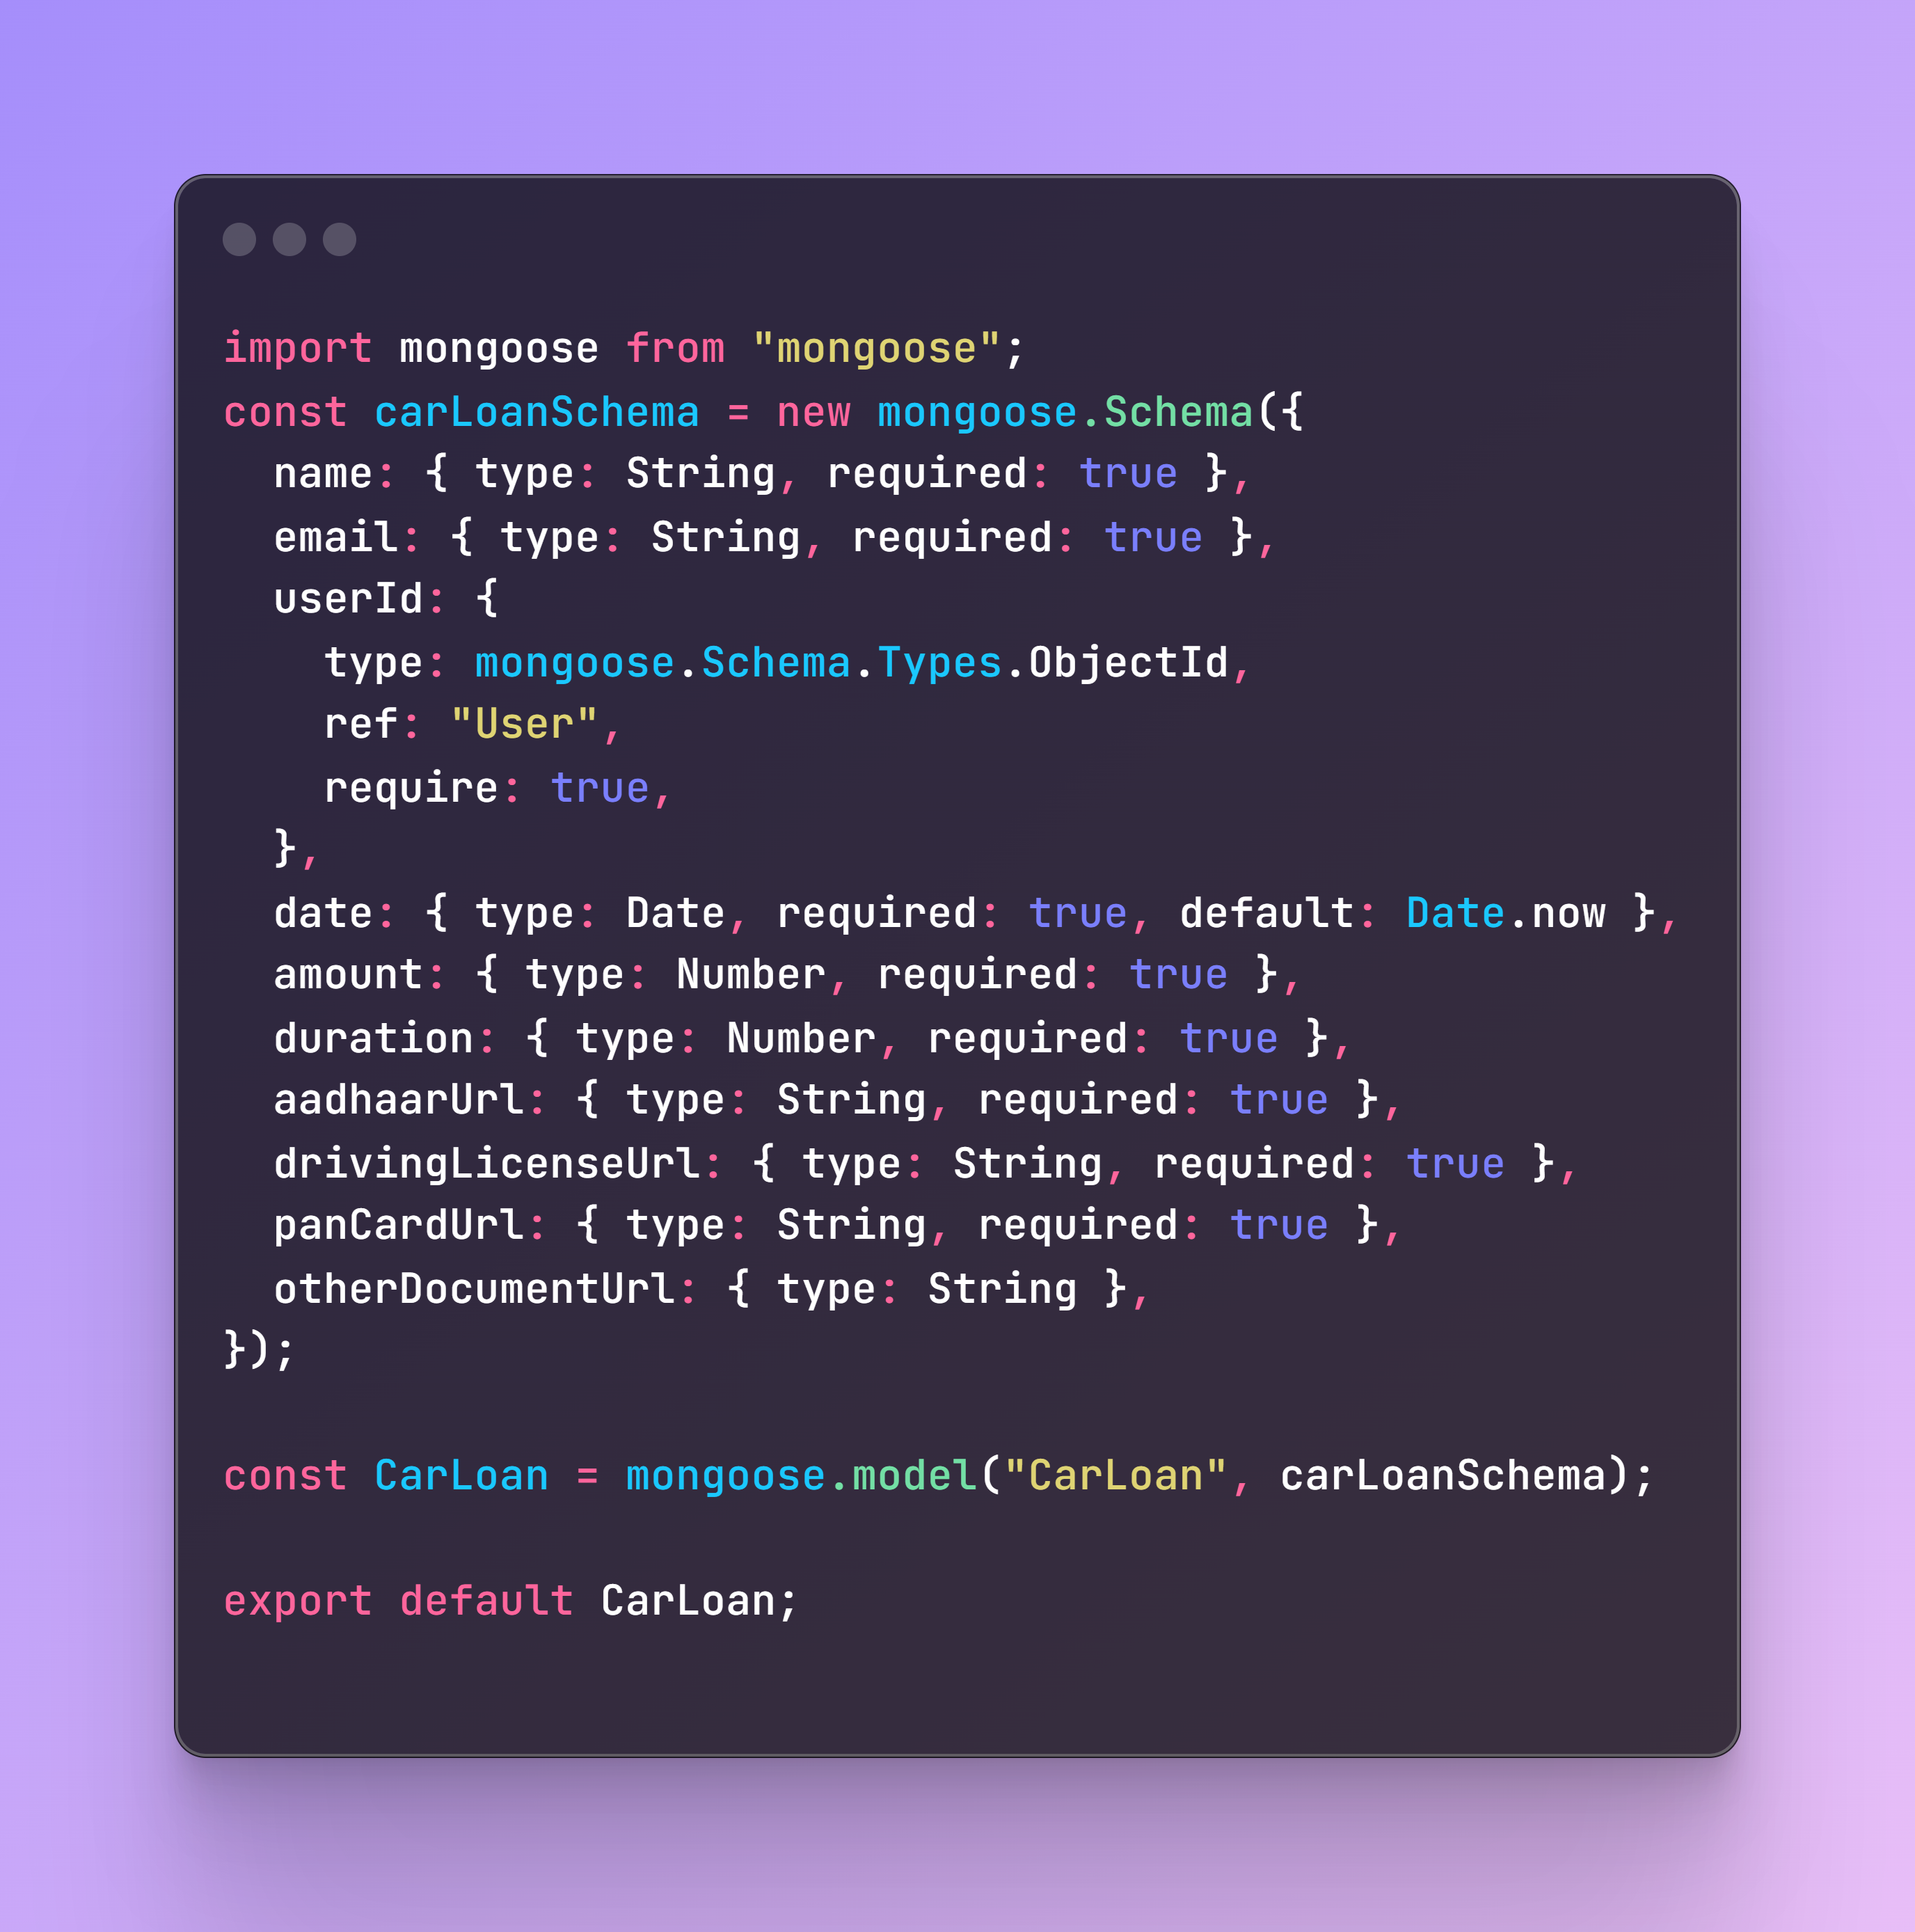 import mongoose from "mongoose";
const carLoanSchema = new mongoose.Schema({
  name: { type: String, required: true },
  email: { type: String, required: true },
  userId: {
    type: mongoose.Schema.Types.ObjectId,
    ref: "User",
    require: true,
  },
  date: { type: Date, required: true, default: Date.now },
  amount: { type: Number, required: true },
  duration: { type: Number, required: true },
  aadhaarUrl: { type: String, required: true },
  drivingLicenseUrl: { type: String, required: true },
  panCardUrl: { type: String, required: true },
  otherDocumentUrl: { type: String },
});

const CarLoan = mongoose.model("CarLoan", carLoanSchema);

export default CarLoan;